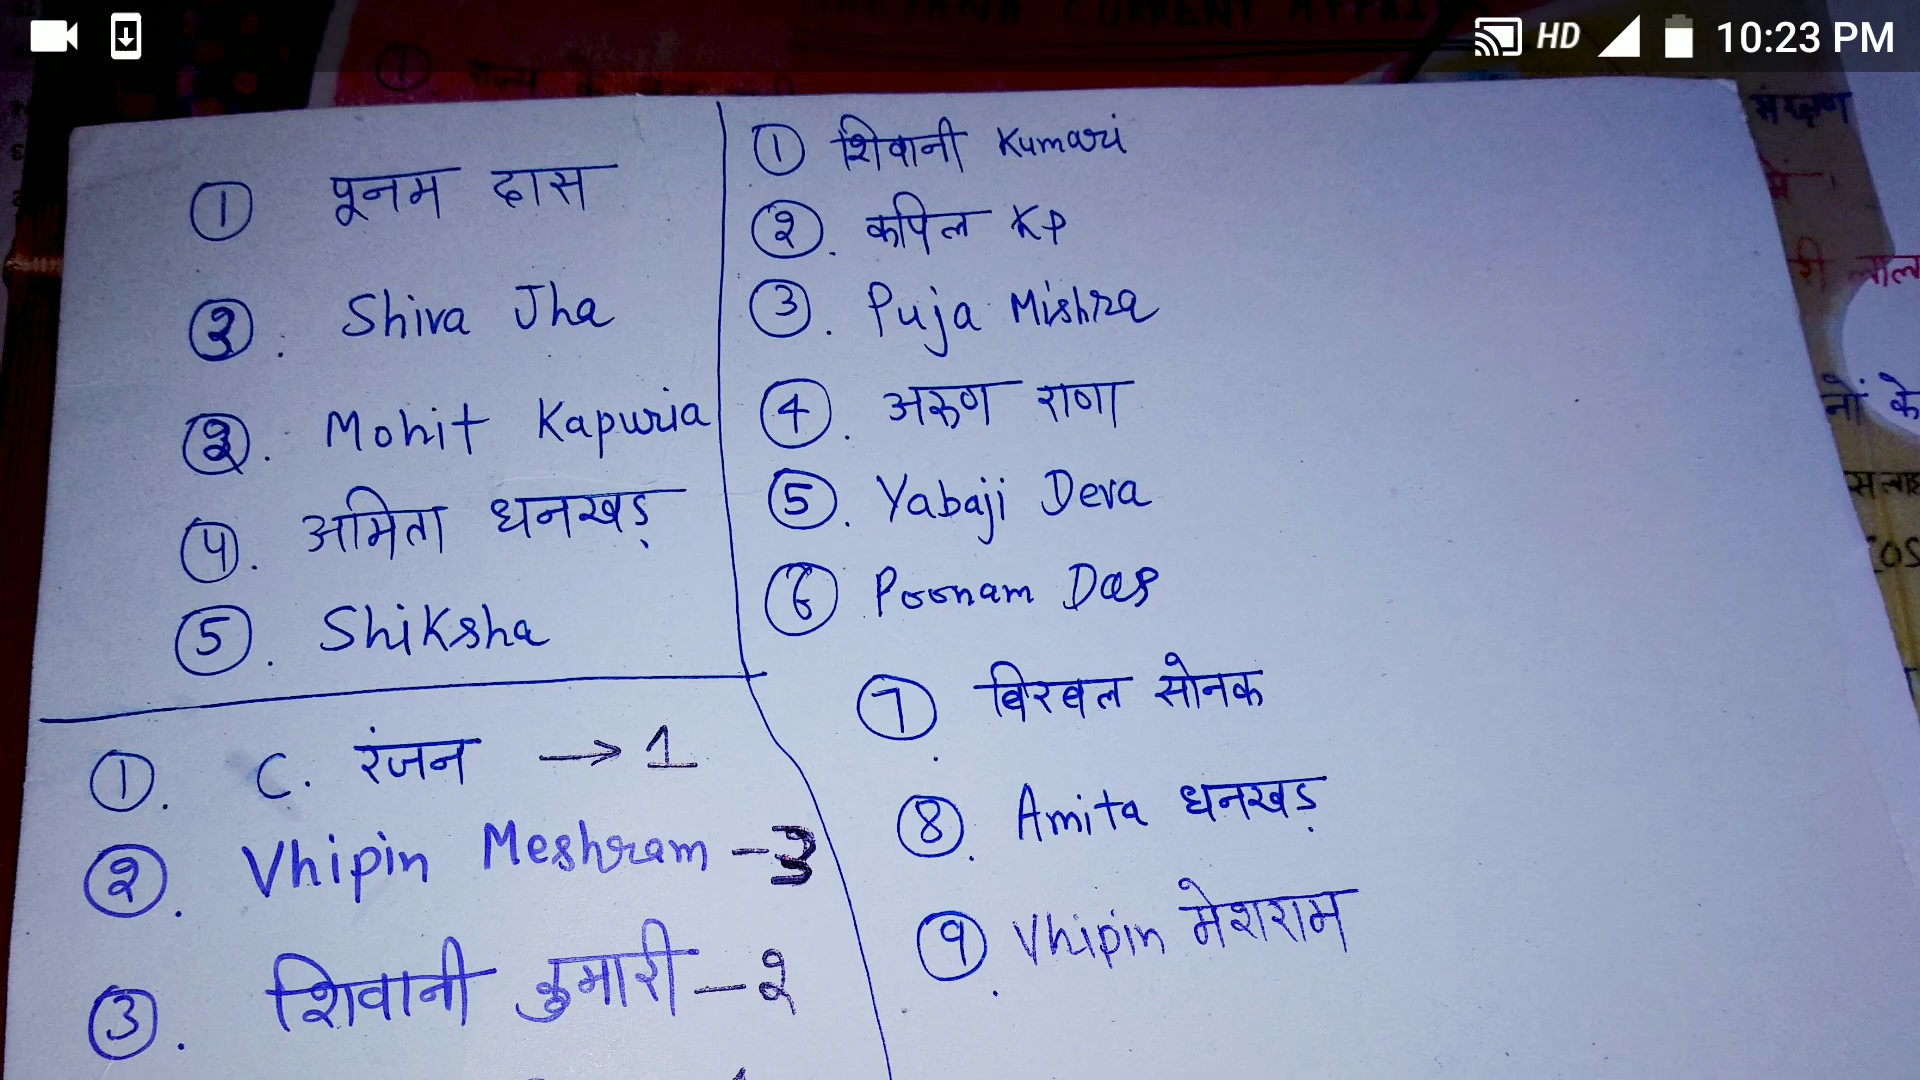 HD 10:23 PM
① पूनम दास
②. Shiva Jha
③. Mohit Kapuria
④. अमिता धनखड़
⑤. Shiksha
①. C. रंजन → 1
②. Vhipin Meshram - 3
③. शिवानी कुमारी - २
① शिवानी Kumari
②. कपिल KP
③. Puja Mishra
④. अरुण राणा
⑤. Yabaji Deva
⑥ Poonam Das
⑦. विरबल सोनक
⑧. Amita धनखड़
⑨. Vhipin मेशराम